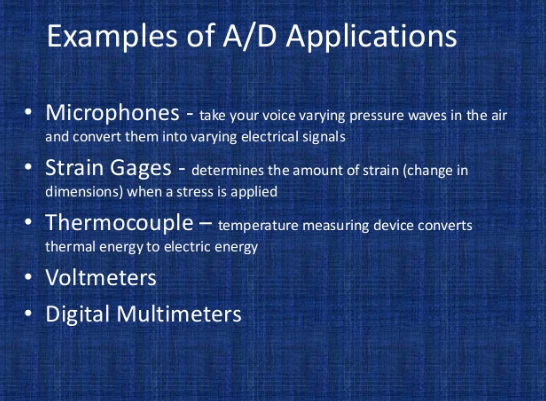 Examples of A/D Applications
• Microphones - take your voice varying pressure waves in the air
and convert them into varying electrical signals
• Strain Gages - determines the amount of strain (change in
dimensions) when a stress is applied
• Thermocouple – temperature measuring device converts
thermal energy to electric energy
• Voltmeters
• Digital Multimeters